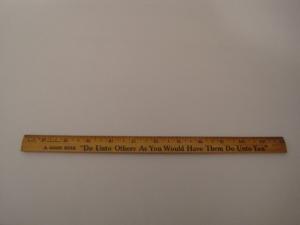 A GOOD RULE "Do Unto Others As You Would Have Them Do Unto You"